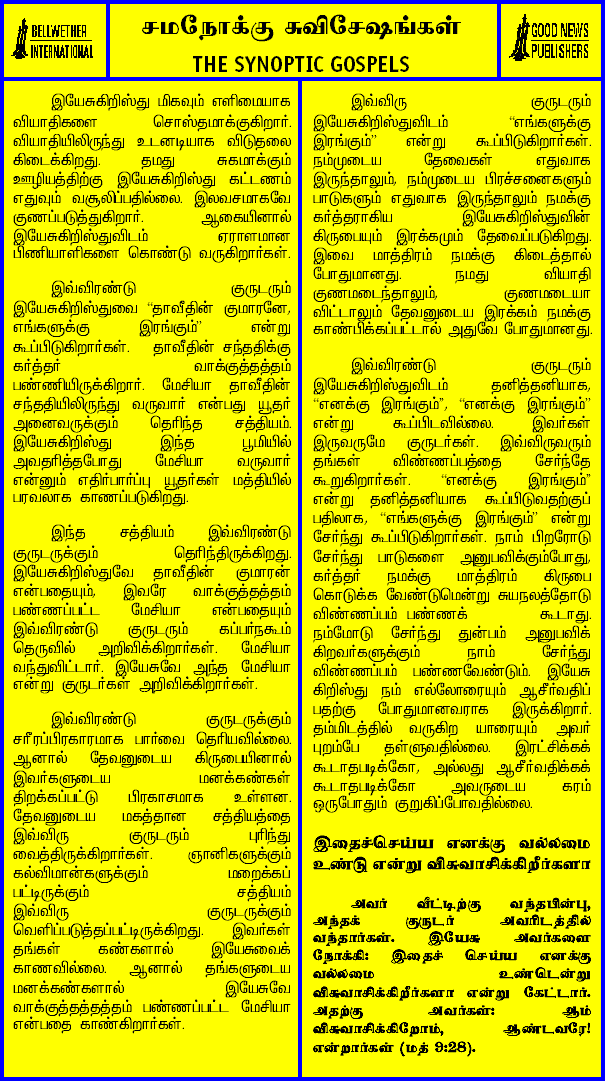 BELLWETHER
INTERNATIONAL
சமநோக்கு சுவிசேஷங்கள்
THE SYNOPTIC GOSPELS
GOOD NEWS
PUBLISHERS
இயேசுகிறிஸ்து மிகவும் எளிமையாக
வியாதிகளை சொஸ்தமாக்குகிறார்.
வியாதியிலிருந்து உடனடியாக விடுதலை
கிடைக்கிறது. தமது சுகமாக்கும்
ஊழியத்திற்கு இயேசுகிறிஸ்து கட்டணம்
எதுவும் வசூலிப்பதில்லை. இலவசமாகவே
குணப்படுத்துகிறார். ஆகையினால்
இயேசுகிறிஸ்துவிடம் ஏராளமான
பிணியாளிகளை கொண்டு வருகிறார்கள்.
இவ்விரண்டு குருடரும்
இயேசுகிறிஸ்துவை “தாவீதின் குமாரனே,
எங்களுக்கு இரங்கும்” என்று
கூப்பிடுகிறார்கள். தாவீதின் சந்ததிக்கு
கர்த்தர் வாக்குத்தத்தம்
பண்ணியிருக்கிறார். மேசியா தாவீதின்
சந்ததியிலிருந்து வருவார் என்பது யூதர்
அனைவருக்கும் தெரிந்த சத்தியம்.
இயேசுகிறிஸ்து இந்த பூமியில்
அவதரித்தபோது மேசியா வருவார்
என்னும் எதிர்பார்ப்பு யூதர்கள் மத்தியில்
பரவலாக காணப்படுகிறது.
இந்த சத்தியம் இவ்விரண்டு
குருடருக்கும் தெரிந்திருக்கிறது.
இயேசுகிறிஸ்துவே தாவீதின் குமாரன்
என்பதையும், இவரே வாக்குத்தத்தம்
பண்ணப்பட்ட மேசியா என்பதையும்
இவ்விரண்டு குருடரும் கப்பர்நகூம்
தெருவில் அறிவிக்கிறார்கள். மேசியா
வந்துவிட்டார். இயேசுவே அந்த மேசியா
என்று குருடர்கள் அறிவிக்கிறார்கள்.
இவ்விரண்டு குருடருக்கும்
சரீரப்பிரகாரமாக பார்வை தெரியவில்லை.
ஆனால் தேவனுடைய கிருபையினால்
இவர்களுடைய மனக்கண்கள்
திறக்கப்பட்டு பிரகாசமாக உள்ளன.
தேவனுடைய மகத்தான சத்தியத்தை
இவ்விரு குருடரும் புரிந்து
வைத்திருக்கிறார்கள். ஞானிகளுக்கும்
கல்விமான்களுக்கும் மறைக்கப்
பட்டிருக்கும் சத்தியம்
இவ்விரு குருடருக்கும்
வெளிப்படுத்தப்பட்டிருக்கிறது. இவர்கள்
தங்கள் கண்களால் இயேசுவைக்
காணவில்லை. ஆனால் தங்களுடைய
மனக்கண்களால் இயேசுவே
வாக்குத்தத்தத்தம் பண்ணப்பட்ட மேசியா
என்பதை காண்கிறார்கள்.
இவ்விரு குருடரும்
இயேசுகிறிஸ்துவிடம் “எங்களுக்கு
இரங்கும்” என்று கூப்பிடுகிறார்கள்.
நம்முடைய தேவைகள் எதுவாக
இருந்தாலும், நம்முடைய பிரச்சனைகளும்
பாடுகளும் எதுவாக இருந்தாலும் நமக்கு
கர்த்தராகிய இயேசுகிறிஸ்துவின்
கிருபையும் இரக்கமும் தேவைப்படுகிறது.
இவை மாத்திரம் நமக்கு கிடைத்தால்
போதுமானது. நமது வியாதி
குணமடைந்தாலும், குணமடையா
விட்டாலும் தேவனுடைய இரக்கம் நமக்கு
காண்பிக்கப்பட்டால் அதுவே போதுமானது.
இவ்விரண்டு குருடரும்
இயேசுகிறிஸ்துவிடம் தனித்தனியாக,
“எனக்கு இரங்கும்”, “எனக்கு இரங்கும்”
என்று கூப்பிடவில்லை. இவர்கள்
இருவருமே குருடர்கள். இவ்விருவரும்
தங்கள் விண்ணப்பத்தை சேர்ந்தே
கூறுகிறார்கள். “எனக்கு இரங்கும்”
என்று தனித்தனியாக கூப்பிடுவதற்குப்
பதிலாக, “எங்களுக்கு இரங்கும்” என்று
சேர்ந்து கூப்பிடுகிறார்கள். நாம் பிறரோடு
சேர்ந்து பாடுகளை அனுபவிக்கும்போது,
கர்த்தர் நமக்கு மாத்திரம் கிருபை
கொடுக்க வேண்டுமென்று சுயநலத்தோடு
விண்ணப்பம் பண்ணக் கூடாது.
நம்மோடு சேர்ந்து துன்பம் அனுபவிக்
கிறவர்களுக்கும் நாம் சேர்ந்து
விண்ணப்பம் பண்ணவேண்டும். இயேசு
கிறிஸ்து நம் எல்லோரையும் ஆசீர்வதிப்
பதற்கு போதுமானவராக இருக்கிறார்.
தம்மிடத்தில் வருகிற யாரையும் அவர்
புறம்பே தள்ளுவதில்லை. இரட்சிக்கக்
கூடாதபடிக்கோ, அல்லது ஆசீர்வதிக்கக்
கூடாதபடிக்கோ அவருடைய கரம்
ஒருபோதும் குறுகிப்போவதில்லை.
இதைச்செய்ய எனக்கு வல்லமை
உண்டு என்று விசுவாசிக்கிறீர்களா
அவர் வீட்டிற்கு வந்தபின்பு,
அந்தக் குருடர் அவரிடத்தில்
வந்தார்கள். இயேசு அவர்களை
நோக்கி: இதைச் செய்ய எனக்கு
வல்லமை உண்டென்று
விசுவாசிக்கிறீர்களா என்று கேட்டார்.
அதற்கு அவர்கள்: ஆம்
விசுவாசிக்கிறோம், ஆண்டவரே!
என்றார்கள் (மத் 9:28).